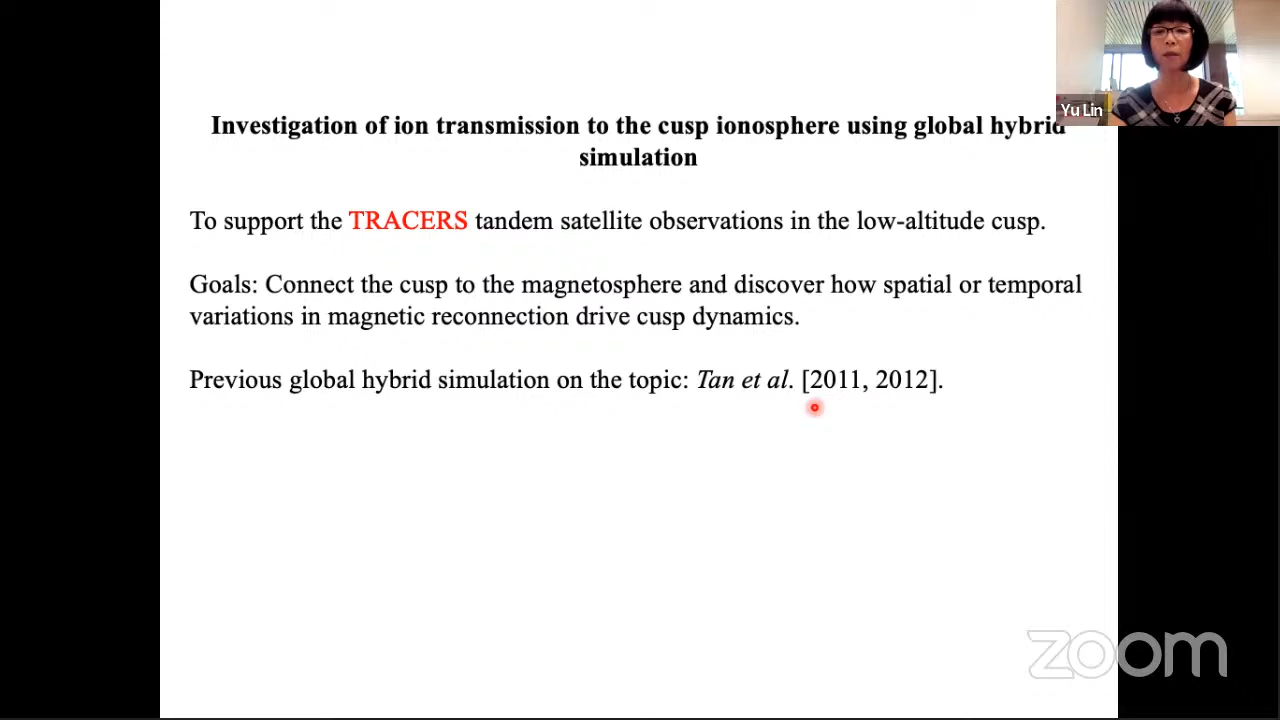 Investigation of ion transmission to the cusp ionosphere using global hybrid
simulation
To support the TRACERS tandem satellite observations in the low-altitude cusp.
Goals: Connect the cusp to the magnetosphere and discover how spatial or temporal
variations in magnetic reconnection drive cusp dynamics.
Previous global hybrid simulation on the topic: Tan et al. [2011, 2012].
Yu Lin
zoom